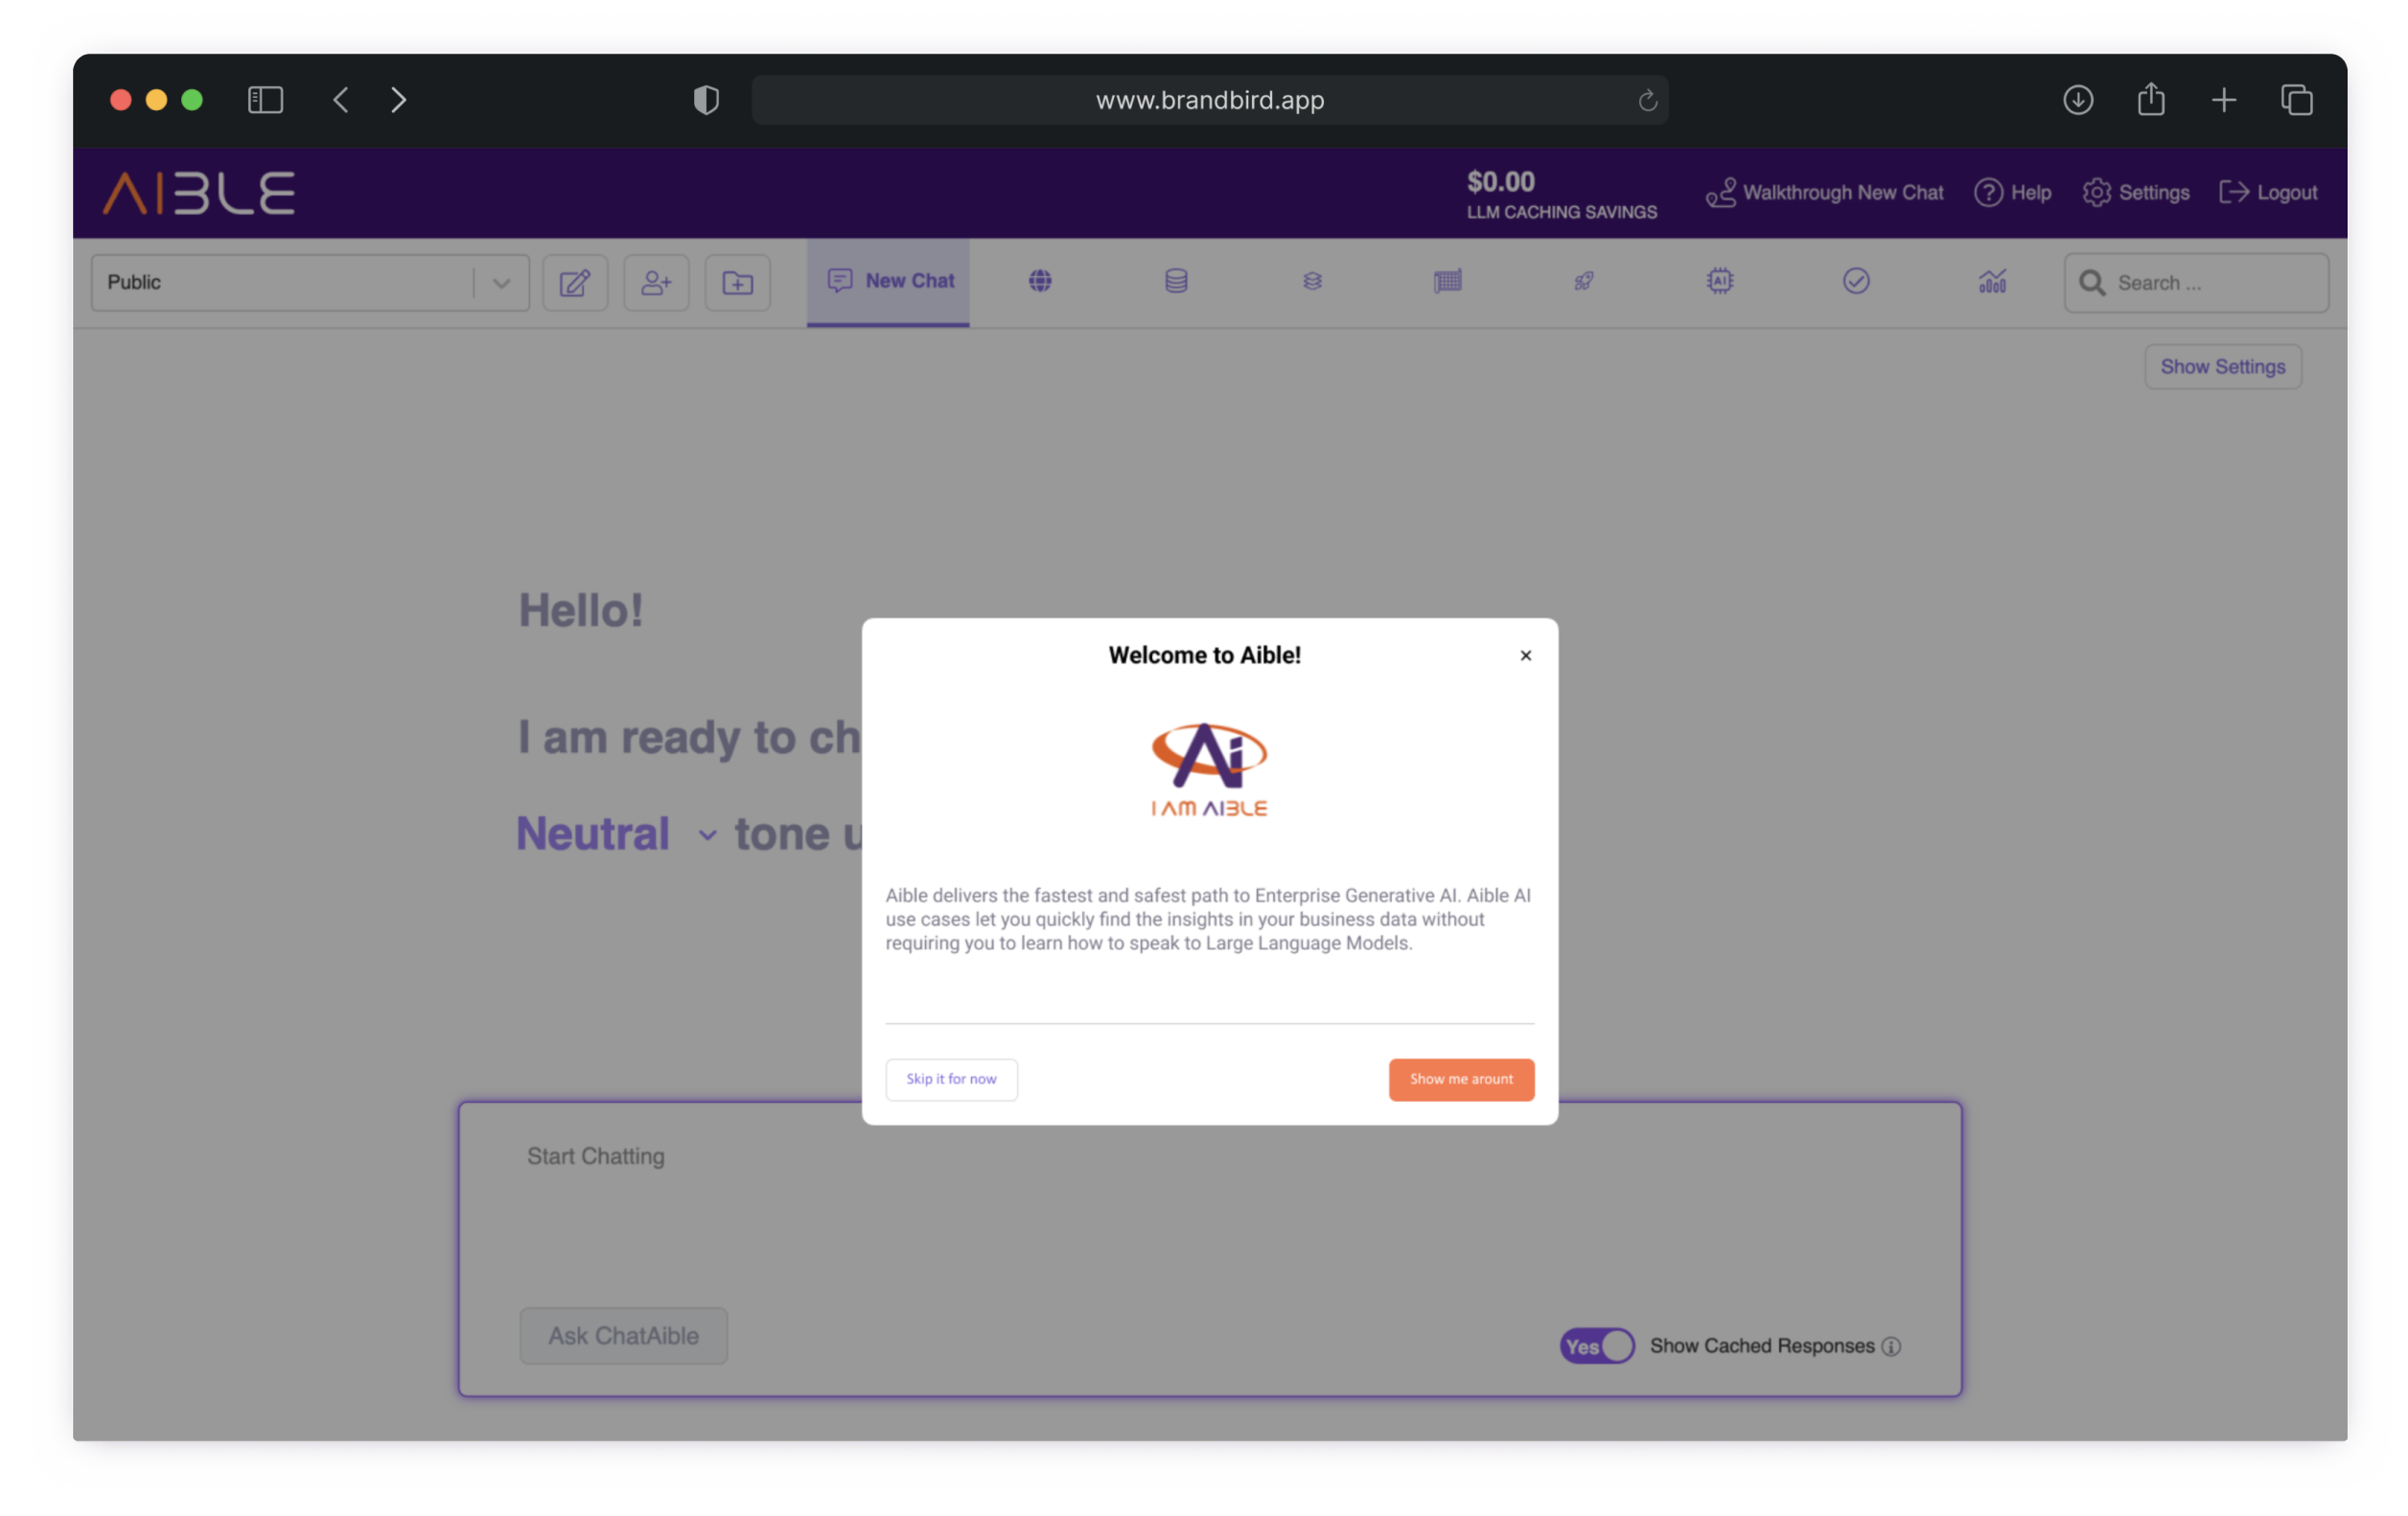 www.brandbird.app
AIBLE
$0.00
LLM CACHING SAVINGS
Walkthrough New Chat
Help
Settings
Logout
Public
New Chat
AI
Search ...
Show Settings
Hello!
I am ready to ch
Neutral tone u
Welcome to Aible!
Ai
I AM AIBLE
Aible delivers the fastest and safest path to Enterprise Generative AI. Aible AI
use cases let you quickly find the insights in your business data without
requiring you to learn how to speak to Large Language Models.
Skip it for now
Show me arount
Start Chatting
Ask ChatAible
Yes
Show Cached Responses